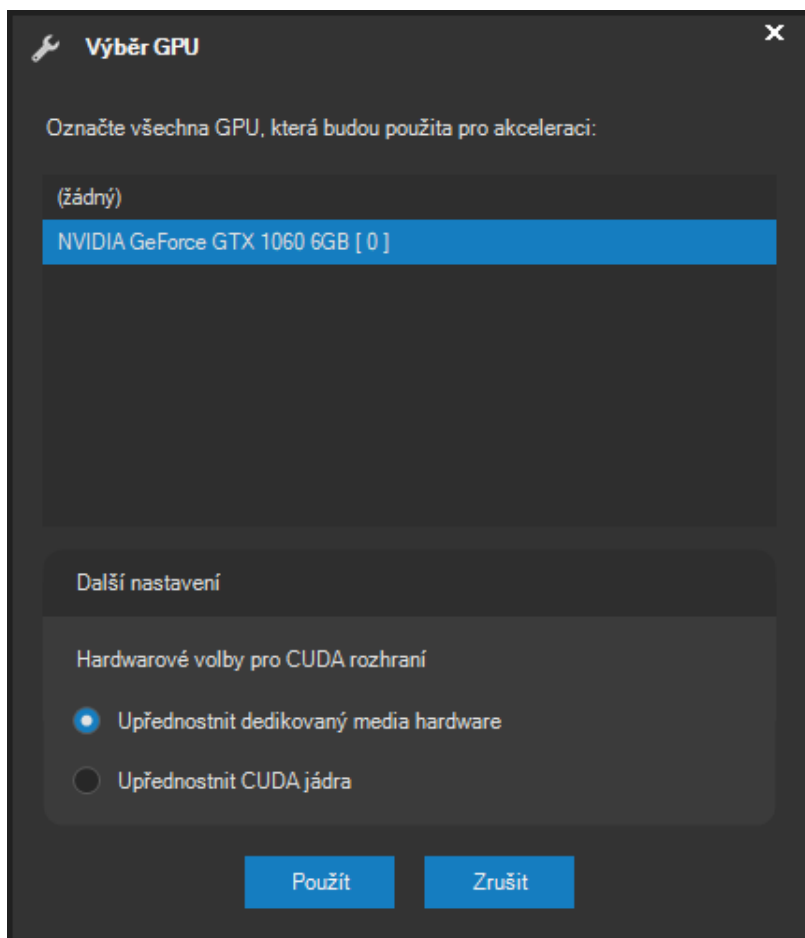 Výběr GPU
Označte všechna GPU, která budou použita pro akceleraci:
(žádný)
NVIDIA GeForce GTX 1060 6GB [ 0 ]
Další nastavení
Hardwarové volby pro CUDA rozhraní
Upřednostnit dedikovaný media hardware
Upřednostnit CUDA jádra
Použít Zrušit